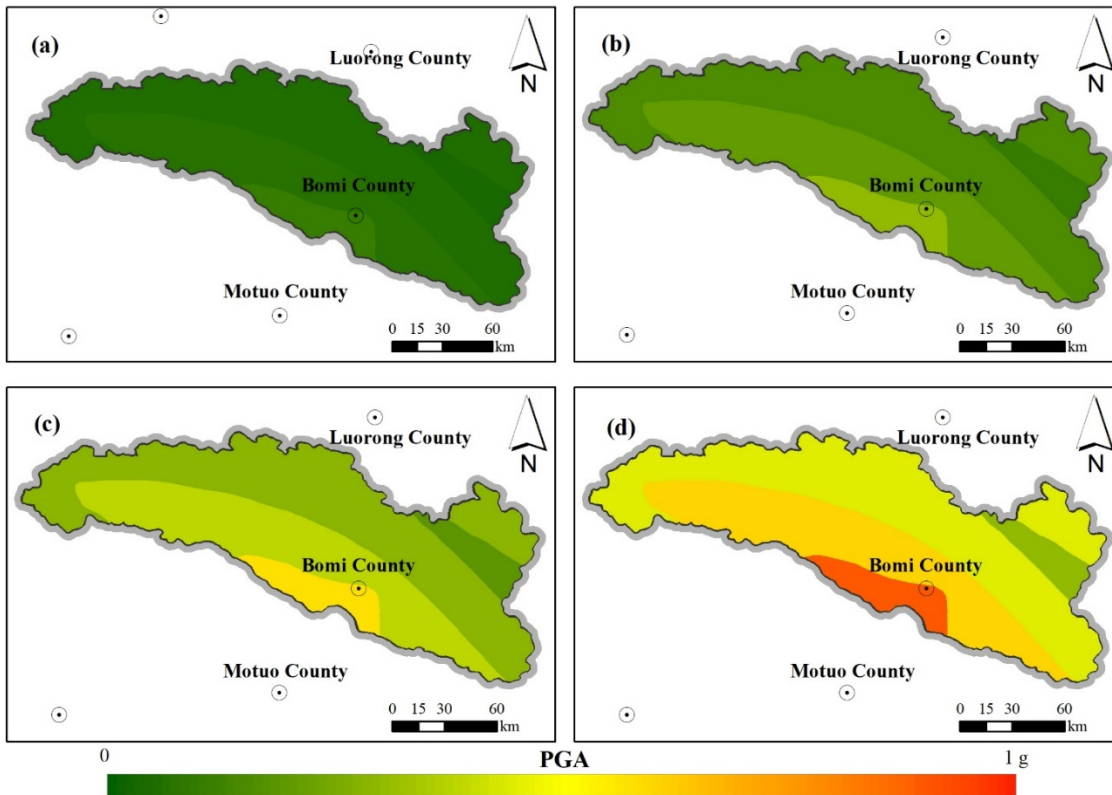 (a)
Luorong County
N
Bomi County
Motuo County
0 15 30 60
km
(b)
Luorong County
N
Bomi County
Motuo County
0 15 30 60
km
(c)
Luorong County
N
Bomi County
Motuo County
0 15 30 60
km
(d)
Luorong County
N
Bomi County
Motuo County
0 15 30 60
km
0 PGA 1 g